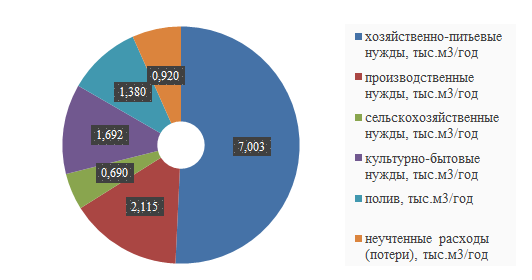 0,920
1,380
1,692
0,690
7,003
2,115
хозяйственно-питьевые
нужды, тыс.м3/год
производственные
нужды, тыс.м3/год
сельскохозяйственные
нужды, тыс.м3/год
культурно-бытовые
нужды, тыс.м3/год
полив, тыс.м3/год
неучтенные расходы
(потери), тыс.м3/год